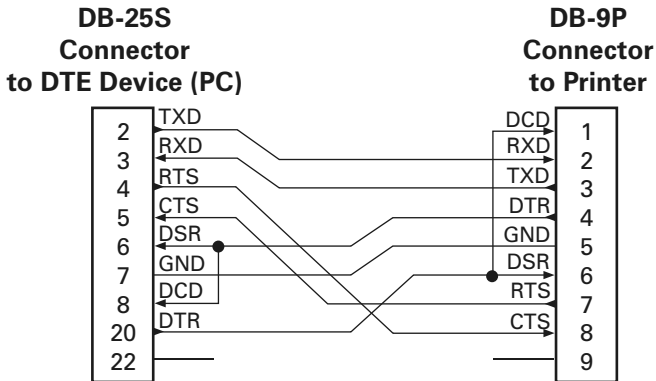 DB-25S
Connector
to DTE Device (PC)
DB-9P
Connector
to Printer
2 TXD
3 RXD
4 RTS
5 CTS
6 DSR
7 GND
8 DCD
20 DTR
22
DCD 1
RXD 2
TXD 3
DTR 4
GND 5
DSR 6
RTS 7
CTS 8
9